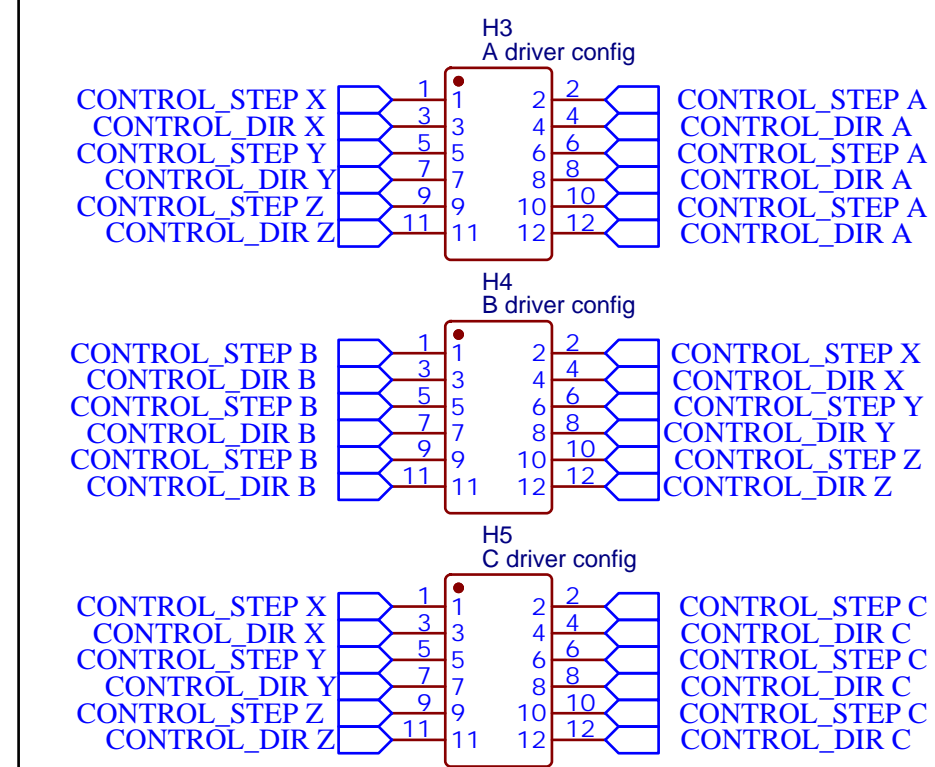 H3
A driver config
CONTROL_STEP X 1 1 2 2 CONTROL_STEP A
CONTROL_DIR X 3 3 4 4 CONTROL_DIR A
CONTROL_STEP Y 5 5 6 6 CONTROL_STEP A
CONTROL_DIR Y 7 7 8 8 CONTROL_DIR A
CONTROL_STEP Z 9 9 10 10 CONTROL_STEP A
CONTROL_DIR Z 11 11 12 12 CONTROL_DIR A
H4
B driver config
CONTROL_STEP B 1 1 2 2 CONTROL_STEP X
CONTROL_DIR B 3 3 4 4 CONTROL_DIR X
CONTROL_STEP B 5 5 6 6 CONTROL_STEP Y
CONTROL_DIR B 7 7 8 8 CONTROL_DIR Y
CONTROL_STEP B 9 9 10 10 CONTROL_STEP Z
CONTROL_DIR B 11 11 12 12 CONTROL_DIR Z
H5
C driver config
CONTROL_STEP X 1 1 2 2 CONTROL_STEP C
CONTROL_DIR X 3 3 4 4 CONTROL_DIR C
CONTROL_STEP Y 5 5 6 6 CONTROL_STEP C
CONTROL_DIR Y 7 7 8 8 CONTROL_DIR C
CONTROL_STEP Z 9 9 10 10 CONTROL_STEP C
CONTROL_DIR Z 11 11 12 12 CONTROL_DIR C